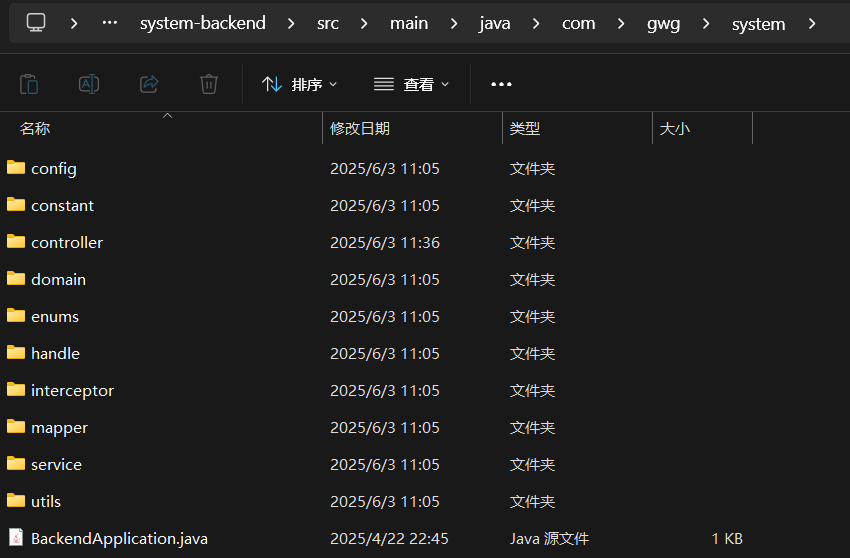 ··· system-backend > src > main > java > com > gwg > system >
排序 查看 ···
名称 修改日期 类型 大小
config 2025/6/3 11:05 文件夹
constant 2025/6/3 11:05 文件夹
controller 2025/6/3 11:36 文件夹
domain 2025/6/3 11:05 文件夹
enums 2025/6/3 11:05 文件夹
handle 2025/6/3 11:05 文件夹
interceptor 2025/6/3 11:05 文件夹
mapper 2025/6/3 11:05 文件夹
service 2025/6/3 11:05 文件夹
utils 2025/6/3 11:05 文件夹
BackendApplication.java 2025/4/22 22:45 Java 源文件 1 KB